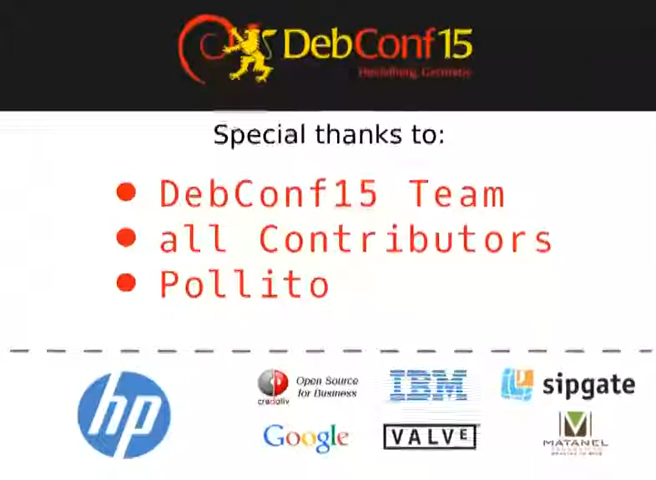 DebConf15
Heidelberg, Germany
Special thanks to:
DebConf15 Team
all Contributors
Pollito
hp
credativ
Open Source
for Business
IBM
sipgate
Google
VALVE
MATANEL